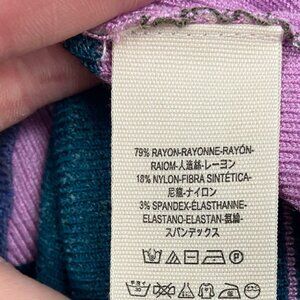 79% RAYON-RAYONNE-RAYÓN-
RAIOM-人造絲-レーヨン
18% NYLON-FIBRA SINTÉTICA-
尼龍-ナイロン
3% SPANDEX-ELASTHANNE-
ELASTANO-ELASTAN-氨綸-
スパンデックス